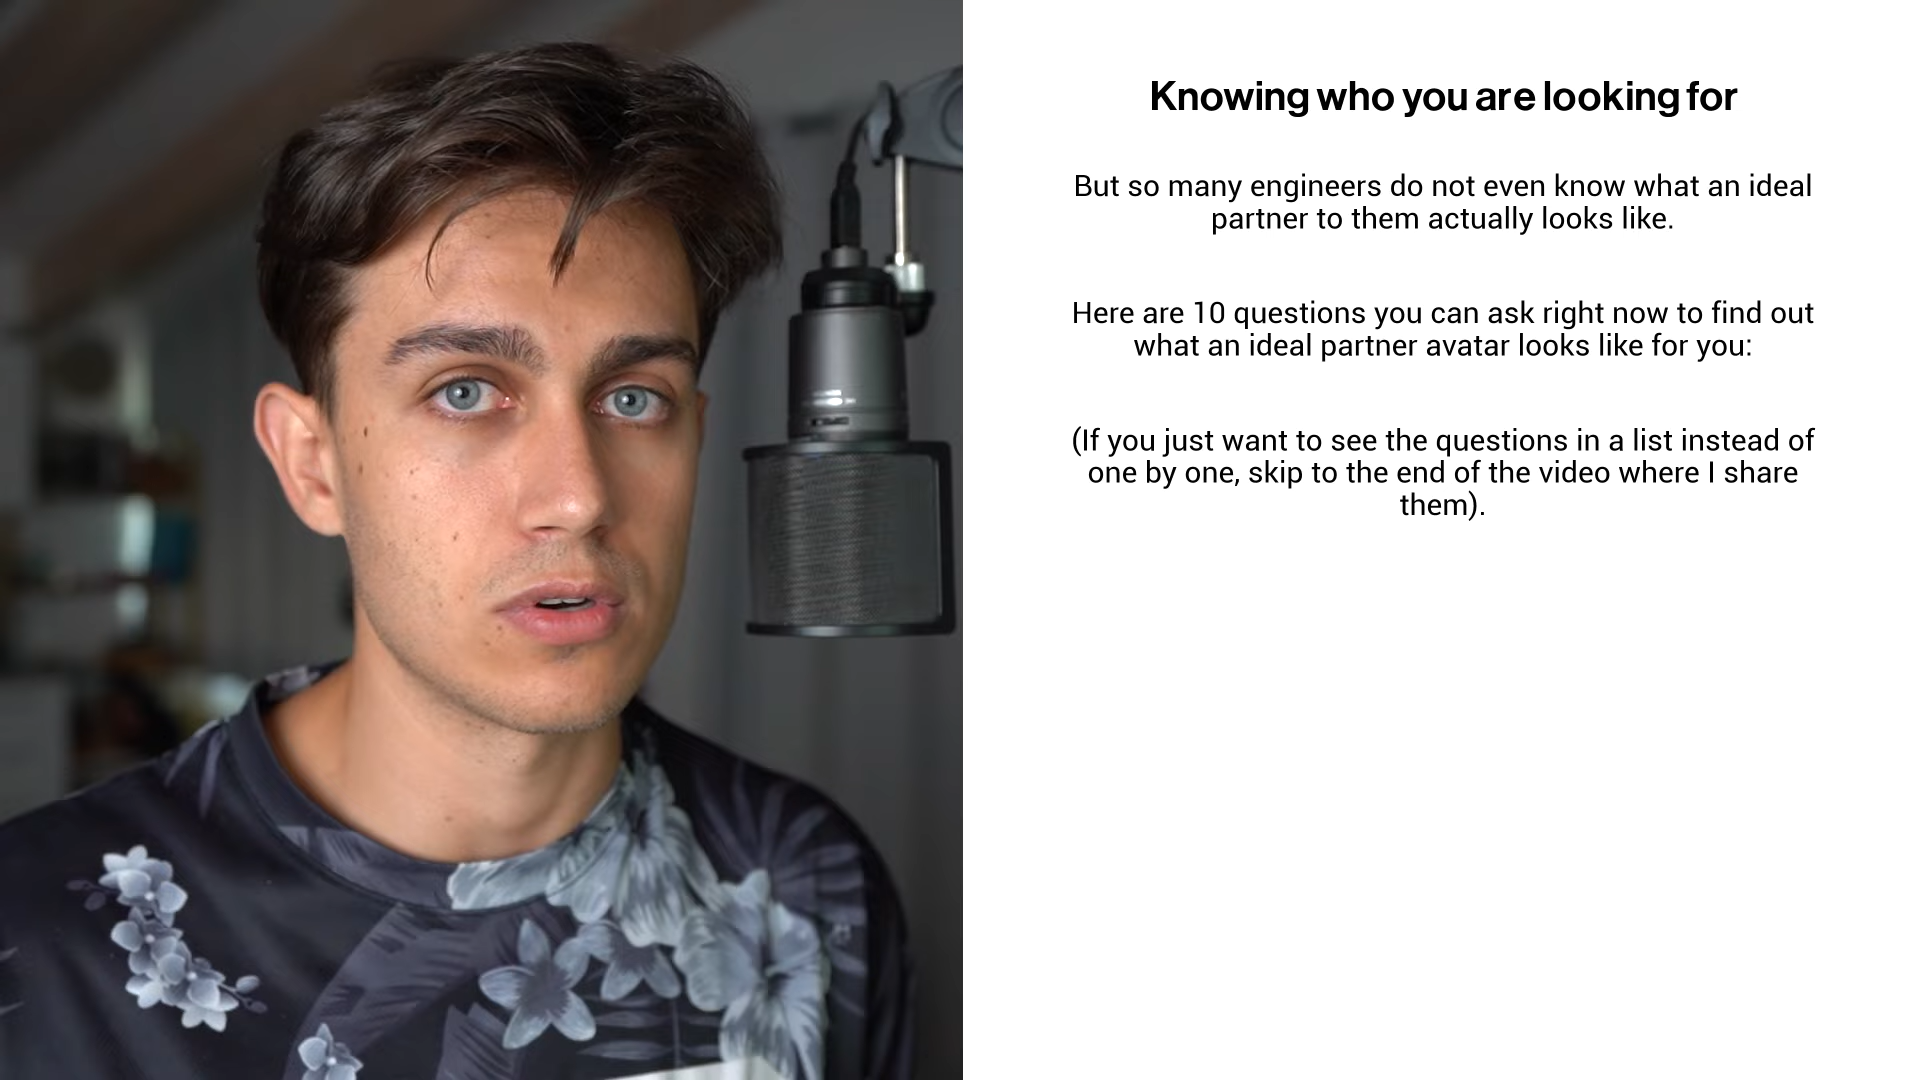 Knowing who you are looking for
But so many engineers do not even know what an ideal
partner to them actually looks like.
Here are 10 questions you can ask right now to find out
what an ideal partner avatar looks like for you:
(If you just want to see the questions in a list instead of
one by one, skip to the end of the video where I share
them).